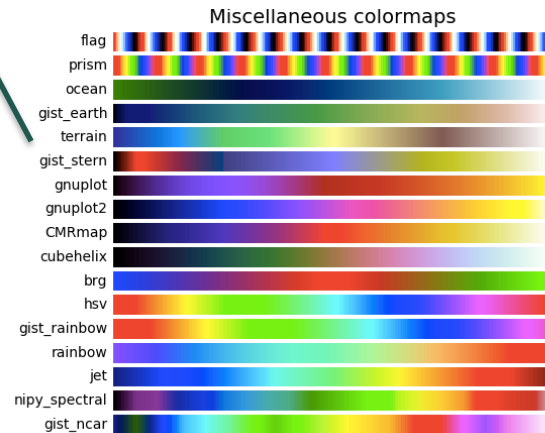 Miscellaneous colormaps
flag
prism
ocean
gist_earth
terrain
gist_stern
gnuplot
gnuplot2
CMRmap
cubehelix
brg
hsv
gist_rainbow
rainbow
jet
nipy_spectral
gist_ncar